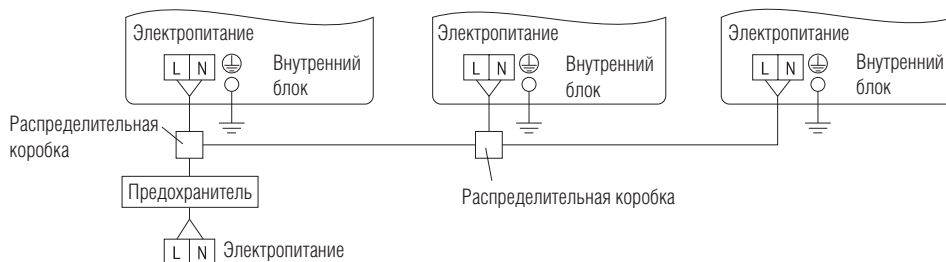 Электропитание
L N
Внутренний
блок
Электропитание
L N
Внутренний
блок
Электропитание
L N
Внутренний
блок
Распределительная
коробка
Распределительная коробка
Предохранитель
L N
Электропитание